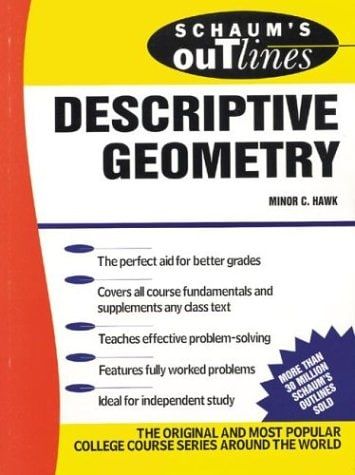 SCHAUM'S
ouTlines
DESCRIPTIVE
GEOMETRY
MINOR C. HAWK
The perfect aid for better grades
Covers all course fundamentals and
supplements any class text
Teaches effective problem-solving
Features fully worked problems
Ideal for independent study
MORE THAN
30 MILLION
SCHAUM'S
OUTLINES
SOLD
THE ORIGINAL AND MOST POPULAR
COLLEGE COURSE SERIES AROUND THE WORLD